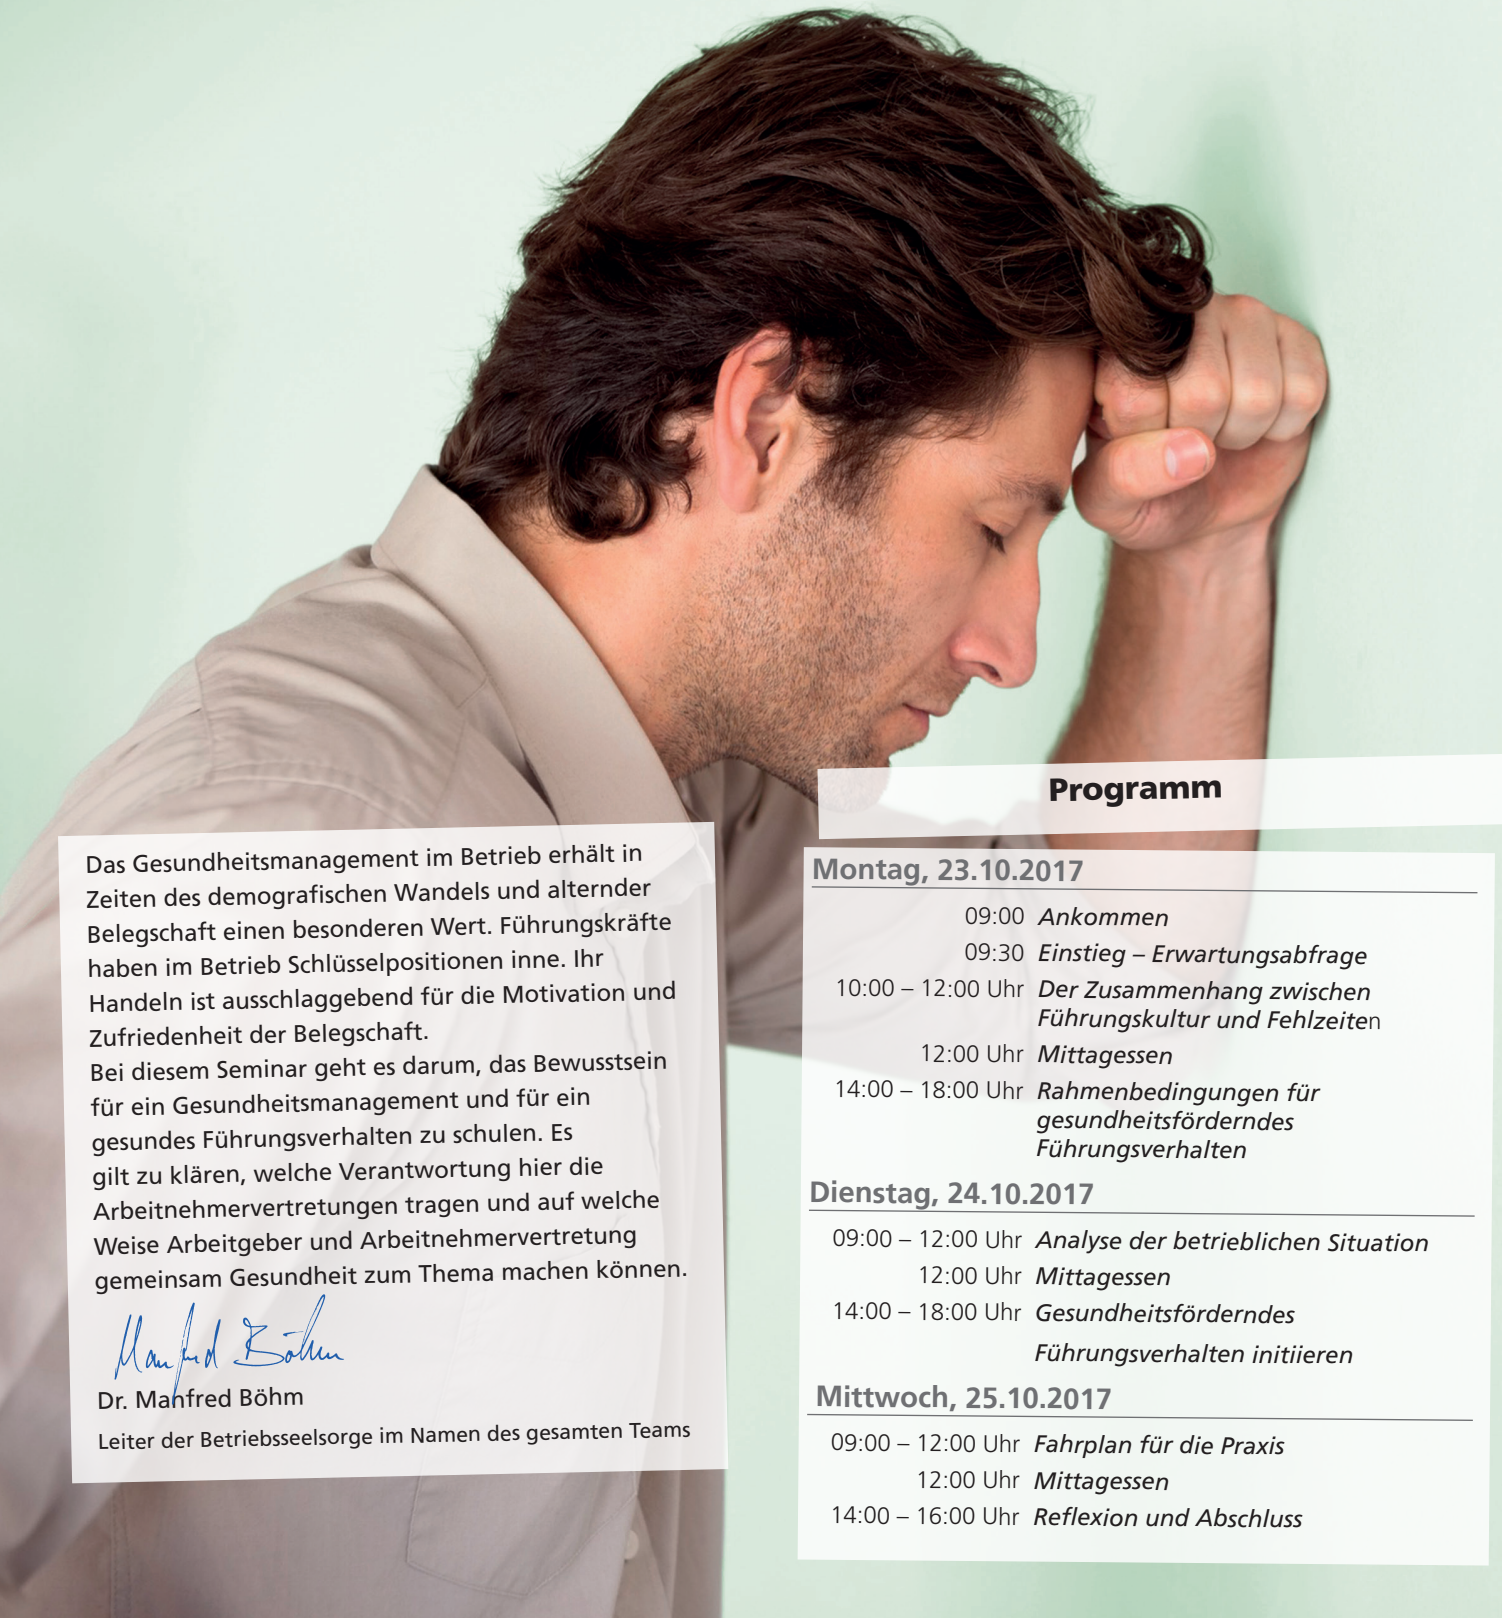 Das Gesundheitsmanagement im Betrieb erhält in
Zeiten des demografischen Wandels und alternder
Belegschaft einen besonderen Wert. Führungskräfte
haben im Betrieb Schlüsselpositionen inne. Ihr
Handeln ist ausschlaggebend für die Motivation und
Zufriedenheit der Belegschaft.
Bei diesem Seminar geht es darum, das Bewusstsein
für ein Gesundheitsmanagement und für ein
gesundes Führungsverhalten zu schulen. Es
gilt zu klären, welche Verantwortung hier die
Arbeitnehmervertretungen tragen und auf welche
Weise Arbeitgeber und Arbeitnehmervertretung
gemeinsam Gesundheit zum Thema machen können.
Manfred Böhm
Dr. Manfred Böhm
Leiter der Betriebsseelsorge im Namen des gesamten Teams
Programm
Montag, 23.10.2017
09:00 Ankommen
09:30 Einstieg – Erwartungsabfrage
10:00 – 12:00 Uhr Der Zusammenhang zwischen
Führungskultur und Fehlzeiten
12:00 Uhr Mittagessen
14:00 – 18:00 Uhr Rahmenbedingungen für
gesundheitsförderndes
Führungsverhalten
Dienstag, 24.10.2017
09:00 – 12:00 Uhr Analyse der betrieblichen Situation
12:00 Uhr Mittagessen
14:00 – 18:00 Uhr Gesundheitsförderndes
Führungsverhalten initiieren
Mittwoch, 25.10.2017
09:00 – 12:00 Uhr Fahrplan für die Praxis
12:00 Uhr Mittagessen
14:00 – 16:00 Uhr Reflexion und Abschluss